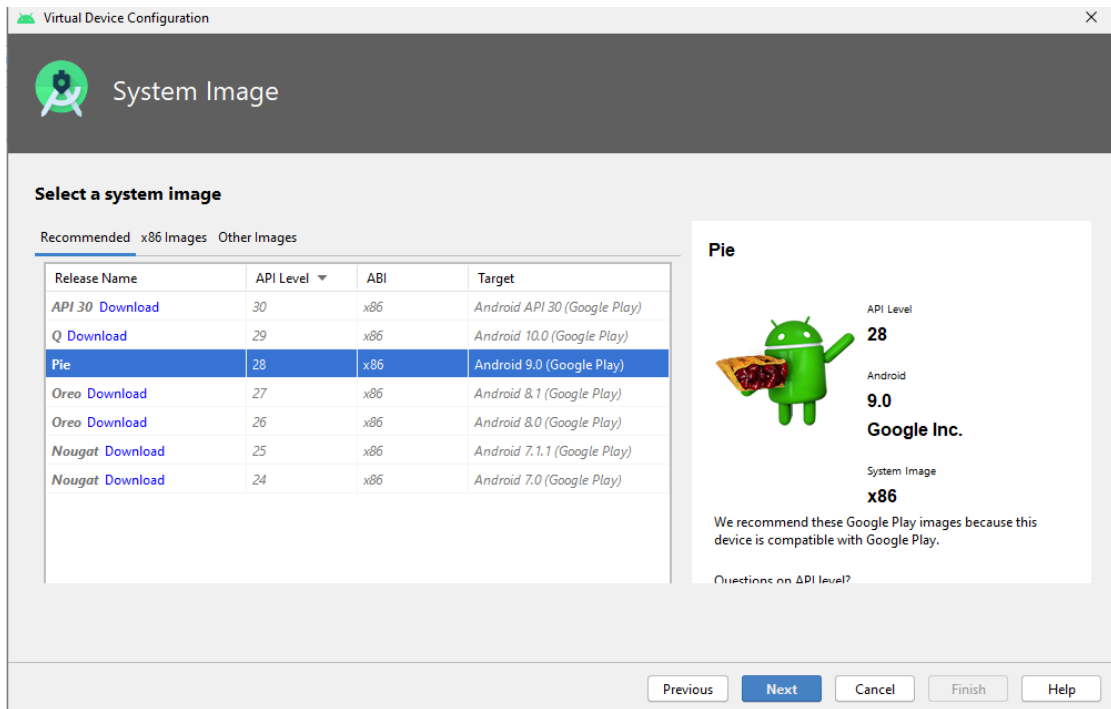 Virtual Device Configuration
System Image
Select a system image
Recommended x86 Images Other Images
Release Name API Level ABI Target
API 30 Download 30 x86 Android API 30 (Google Play)
Q Download 29 x86 Android 10.0 (Google Play)
Pie 28 x86 Android 9.0 (Google Play)
Oreo Download 27 x86 Android 8.1 (Google Play)
Oreo Download 26 x86 Android 8.0 (Google Play)
Nougat Download 25 x86 Android 7.1.1 (Google Play)
Nougat Download 24 x86 Android 7.0 (Google Play)
Pie
API Level
28
Android
9.0
Google Inc.
System Image
x86
We recommend these Google Play images because this
device is compatible with Google Play.
Questions on API level?
Previous Next Cancel Finish Help